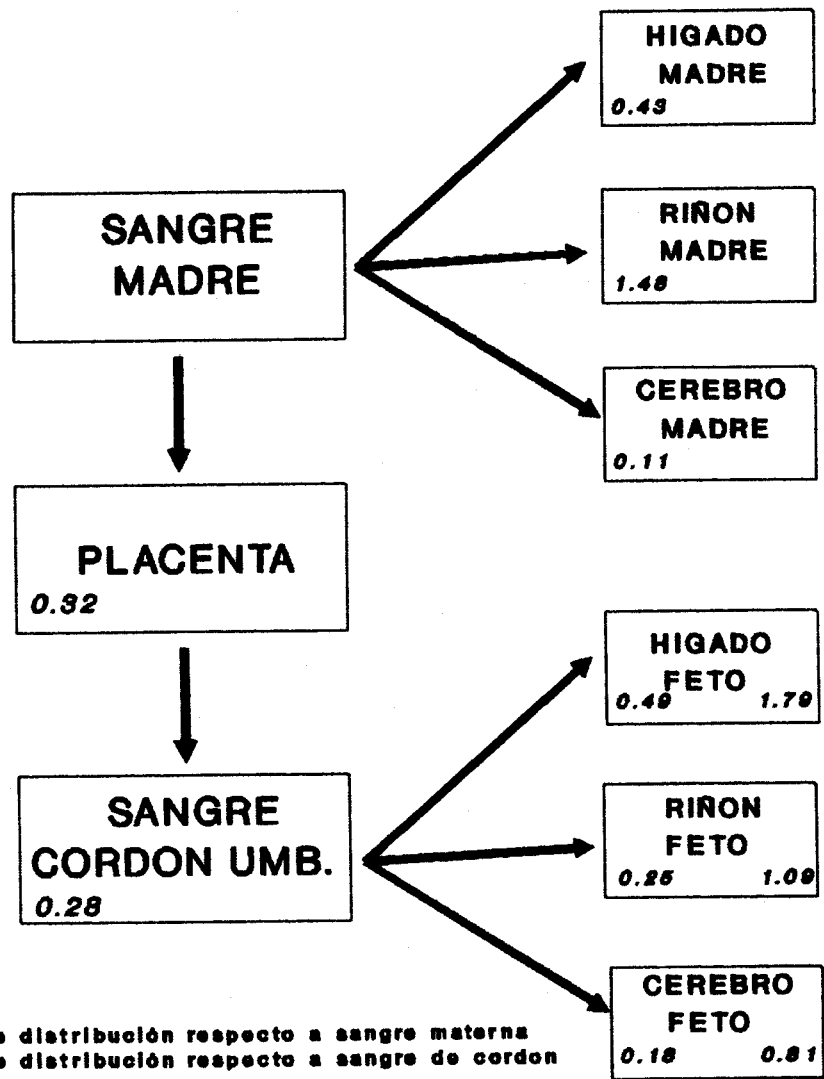 HIGADO
MADRE
0.43
SANGRE
MADRE
RIÑON
MADRE
1.48
CEREBRO
MADRE
0.11
PLACENTA
0.32
HIGADO
FETO
0.49 1.79
SANGRE
CORDON UMB.
0.28
RIÑON
FETO
0.25 1.09
CEREBRO
FETO
0.18 0.81
distribución respecto a sangre materna
distribución respecto a sangre de cordon